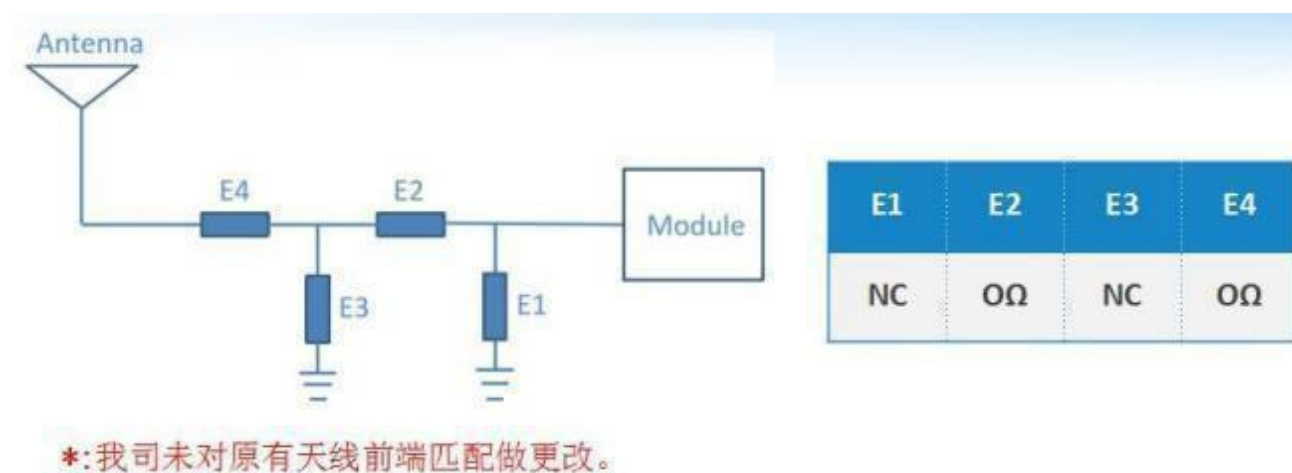 Antenna
E4
E2
Module
E3
E1
E1 E2 E3 E4
NC OΩ NC OΩ
*:我司未对原有天线前端匹配做更改。